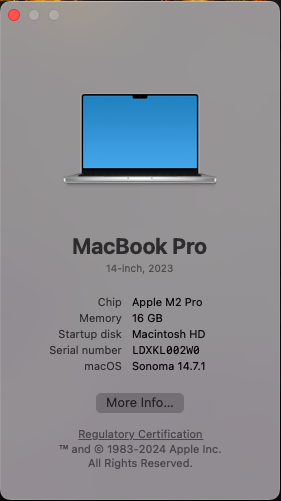 MacBook Pro
14-inch, 2023
Chip Apple M2 Pro
Memory 16 GB
Startup disk Macintosh HD
Serial number LDXKL002W0
macOS Sonoma 14.7.1
More Info...
Regulatory Certification
™ and © 1983-2024 Apple Inc.
All Rights Reserved.